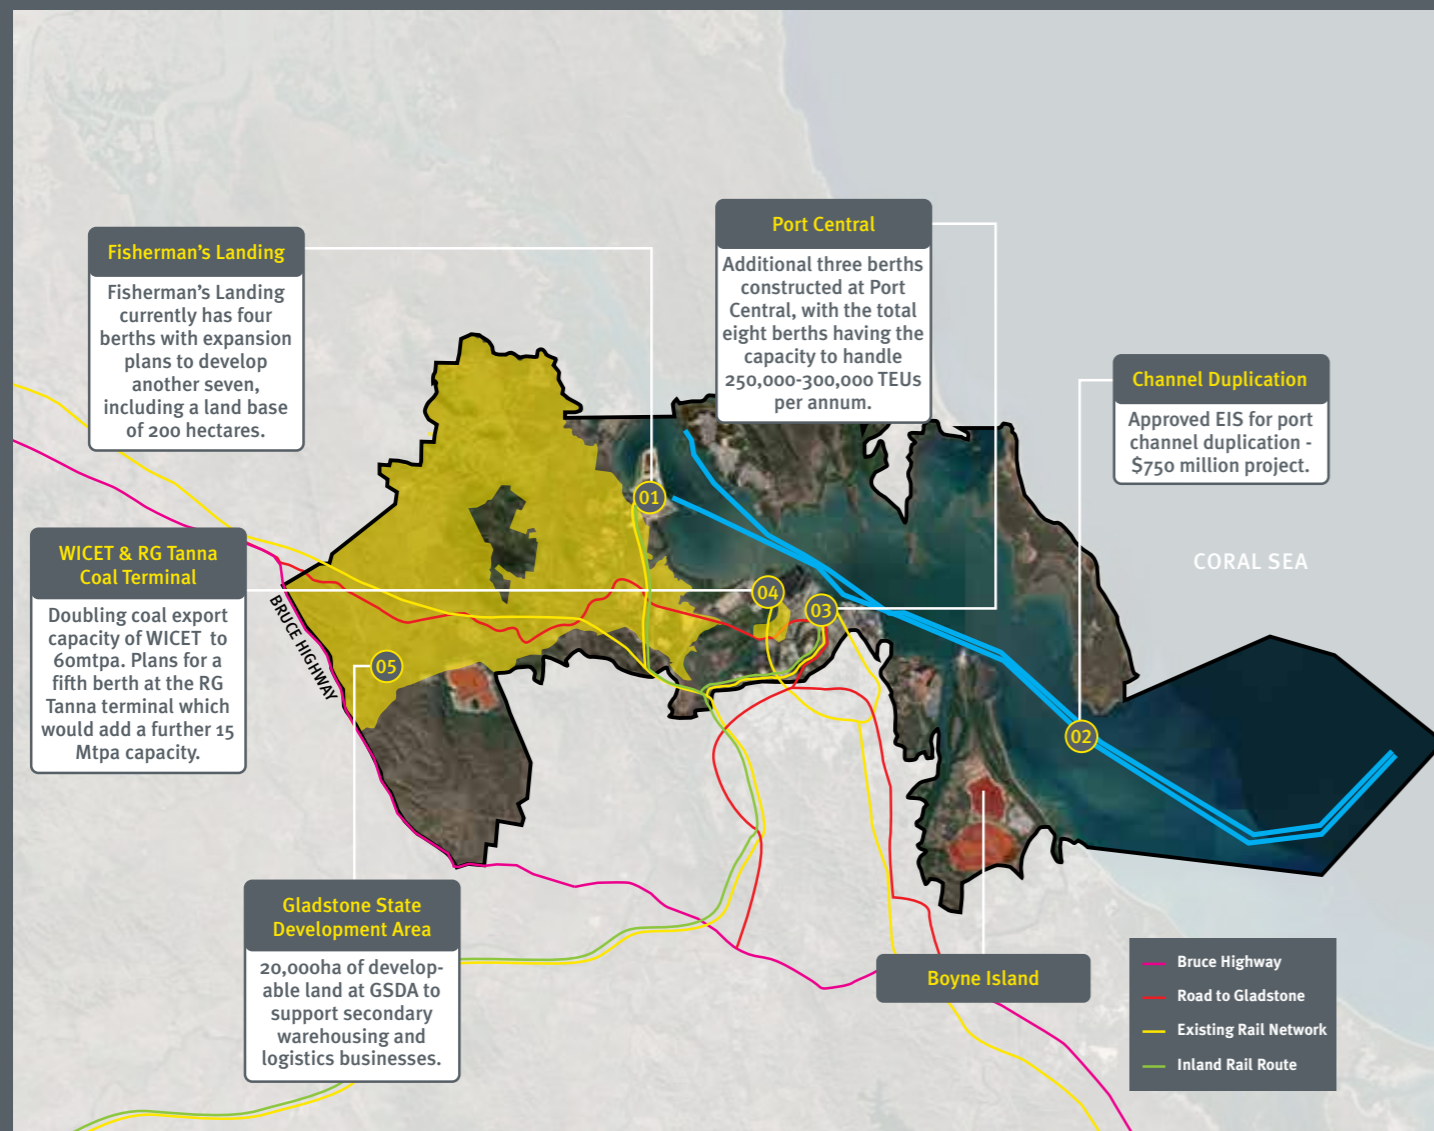 Fisherman's Landing
Fisherman's Landing
currently has four
berths with expansion
plans to develop
another seven,
including a land base
of 200 hectares.
Port Central
Additional three berths
constructed at Port
Central, with the total
eight berths having the
capacity to handle
250,000-300,000 TEUs
per annum.
Channel Duplication
Approved EIS for port
channel duplication -
$750 million project.
WICET & RG Tanna
Coal Terminal
Doubling coal export
capacity of WICET to
60mtpa. Plans for a
fifth berth at the RG
Tanna terminal which
would add a further 15
Mtpa capacity.
01
04
03
05
02
BRUCE HIGHWAY
CORAL SEA
Gladstone State
Development Area
20,000ha of develop-
able land at GSDA to
support secondary
warehousing and
logistics businesses.
Boyne Island
Bruce Highway
Road to Gladstone
Existing Rail Network
Inland Rail Route